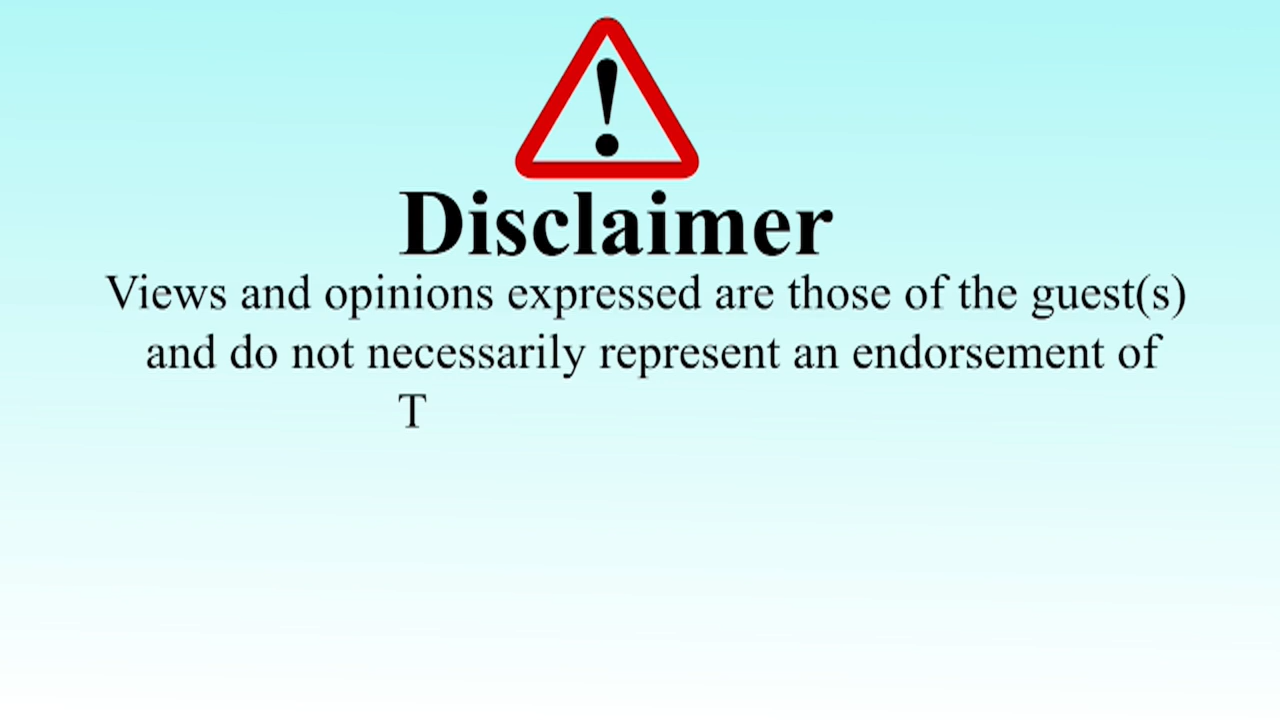 Disclaimer
Views and opinions expressed are those of the guest(s)
and do not necessarily represent an endorsement of
T